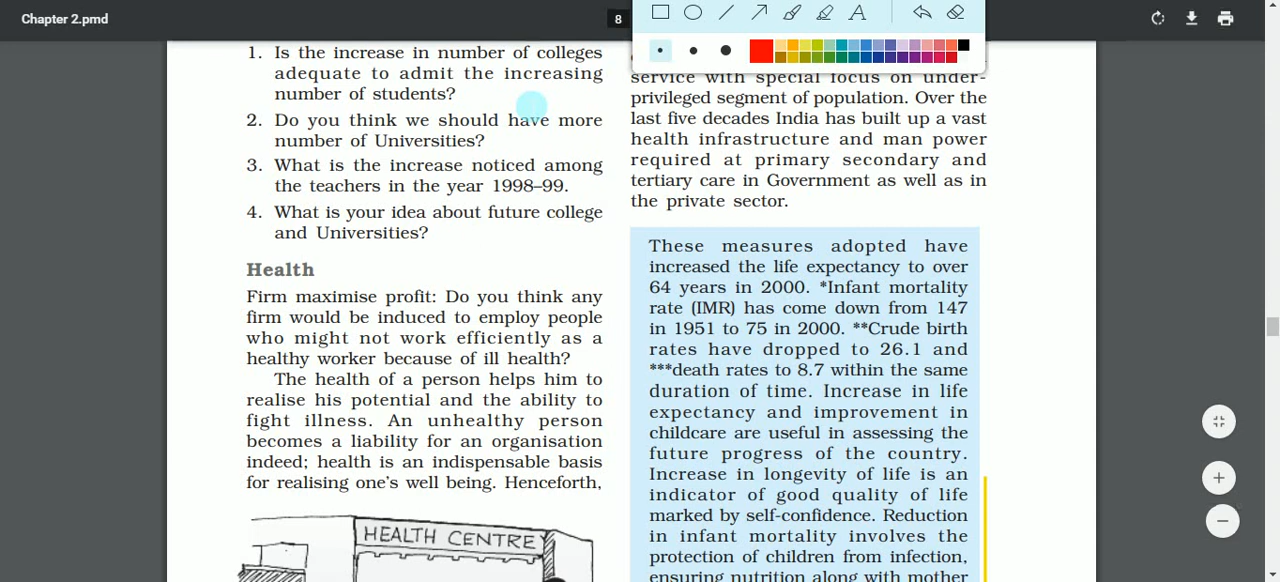 Chapter 2.pmd
8
A
1. Is the increase in number of colleges
adequate to admit the increasing
number of students?
2. Do you think we should have more
number of Universities?
3. What is the increase noticed among
the teachers in the year 1998–99.
4. What is your idea about future college
and Universities?
Health
Firm maximise profit: Do you think any
firm would be induced to employ people
who might not work efficiently as a
healthy worker because of ill health?
The health of a person helps him to
realise his potential and the ability to
fight illness. An unhealthy person
becomes a liability for an organisation
indeed; health is an indispensable basis
for realising one's well being. Henceforth,
HEALTH CENTRE
service with special focus on under-
privileged segment of population. Over the
last five decades India has built up a vast
health infrastructure and man power
required at primary secondary and
tertiary care in Government as well as in
the private sector.
These measures adopted have
increased the life expectancy to over
64 years in 2000. *Infant mortality
rate (IMR) has come down from 147
in 1951 to 75 in 2000. **Crude birth
rates have dropped to 26.1 and
***death rates to 8.7 within the same
duration of time. Increase in life
expectancy and improvement in
childcare are useful in assessing the
future progress of the country.
Increase in longevity of life is an
indicator of good quality of life
marked by self-confidence. Reduction
in infant mortality involves the
protection of children from infection,
ensuring nutrition along with mother